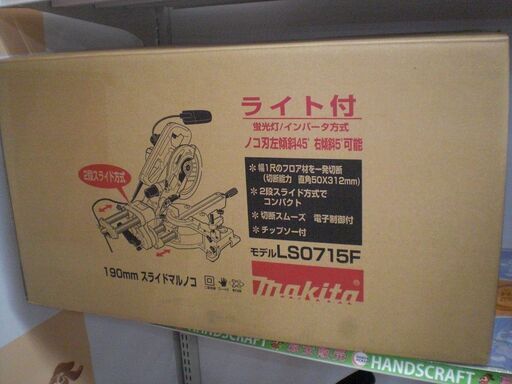 ライト付
蛍光灯/インバータ方式
ノコ刃左傾斜45° 右傾斜5°可能
＊幅1尺のフロア材を一発切断
(切断能力 直角50X312mm)
＊2段スライド方式で
コンパクト
＊切断スムーズ 電子制御付
＊チップソー付
モデルLS0715F
2段スライド方式
190mm スライドマルノコ
makita
HANDSCRAFT
HANDSCRAFT